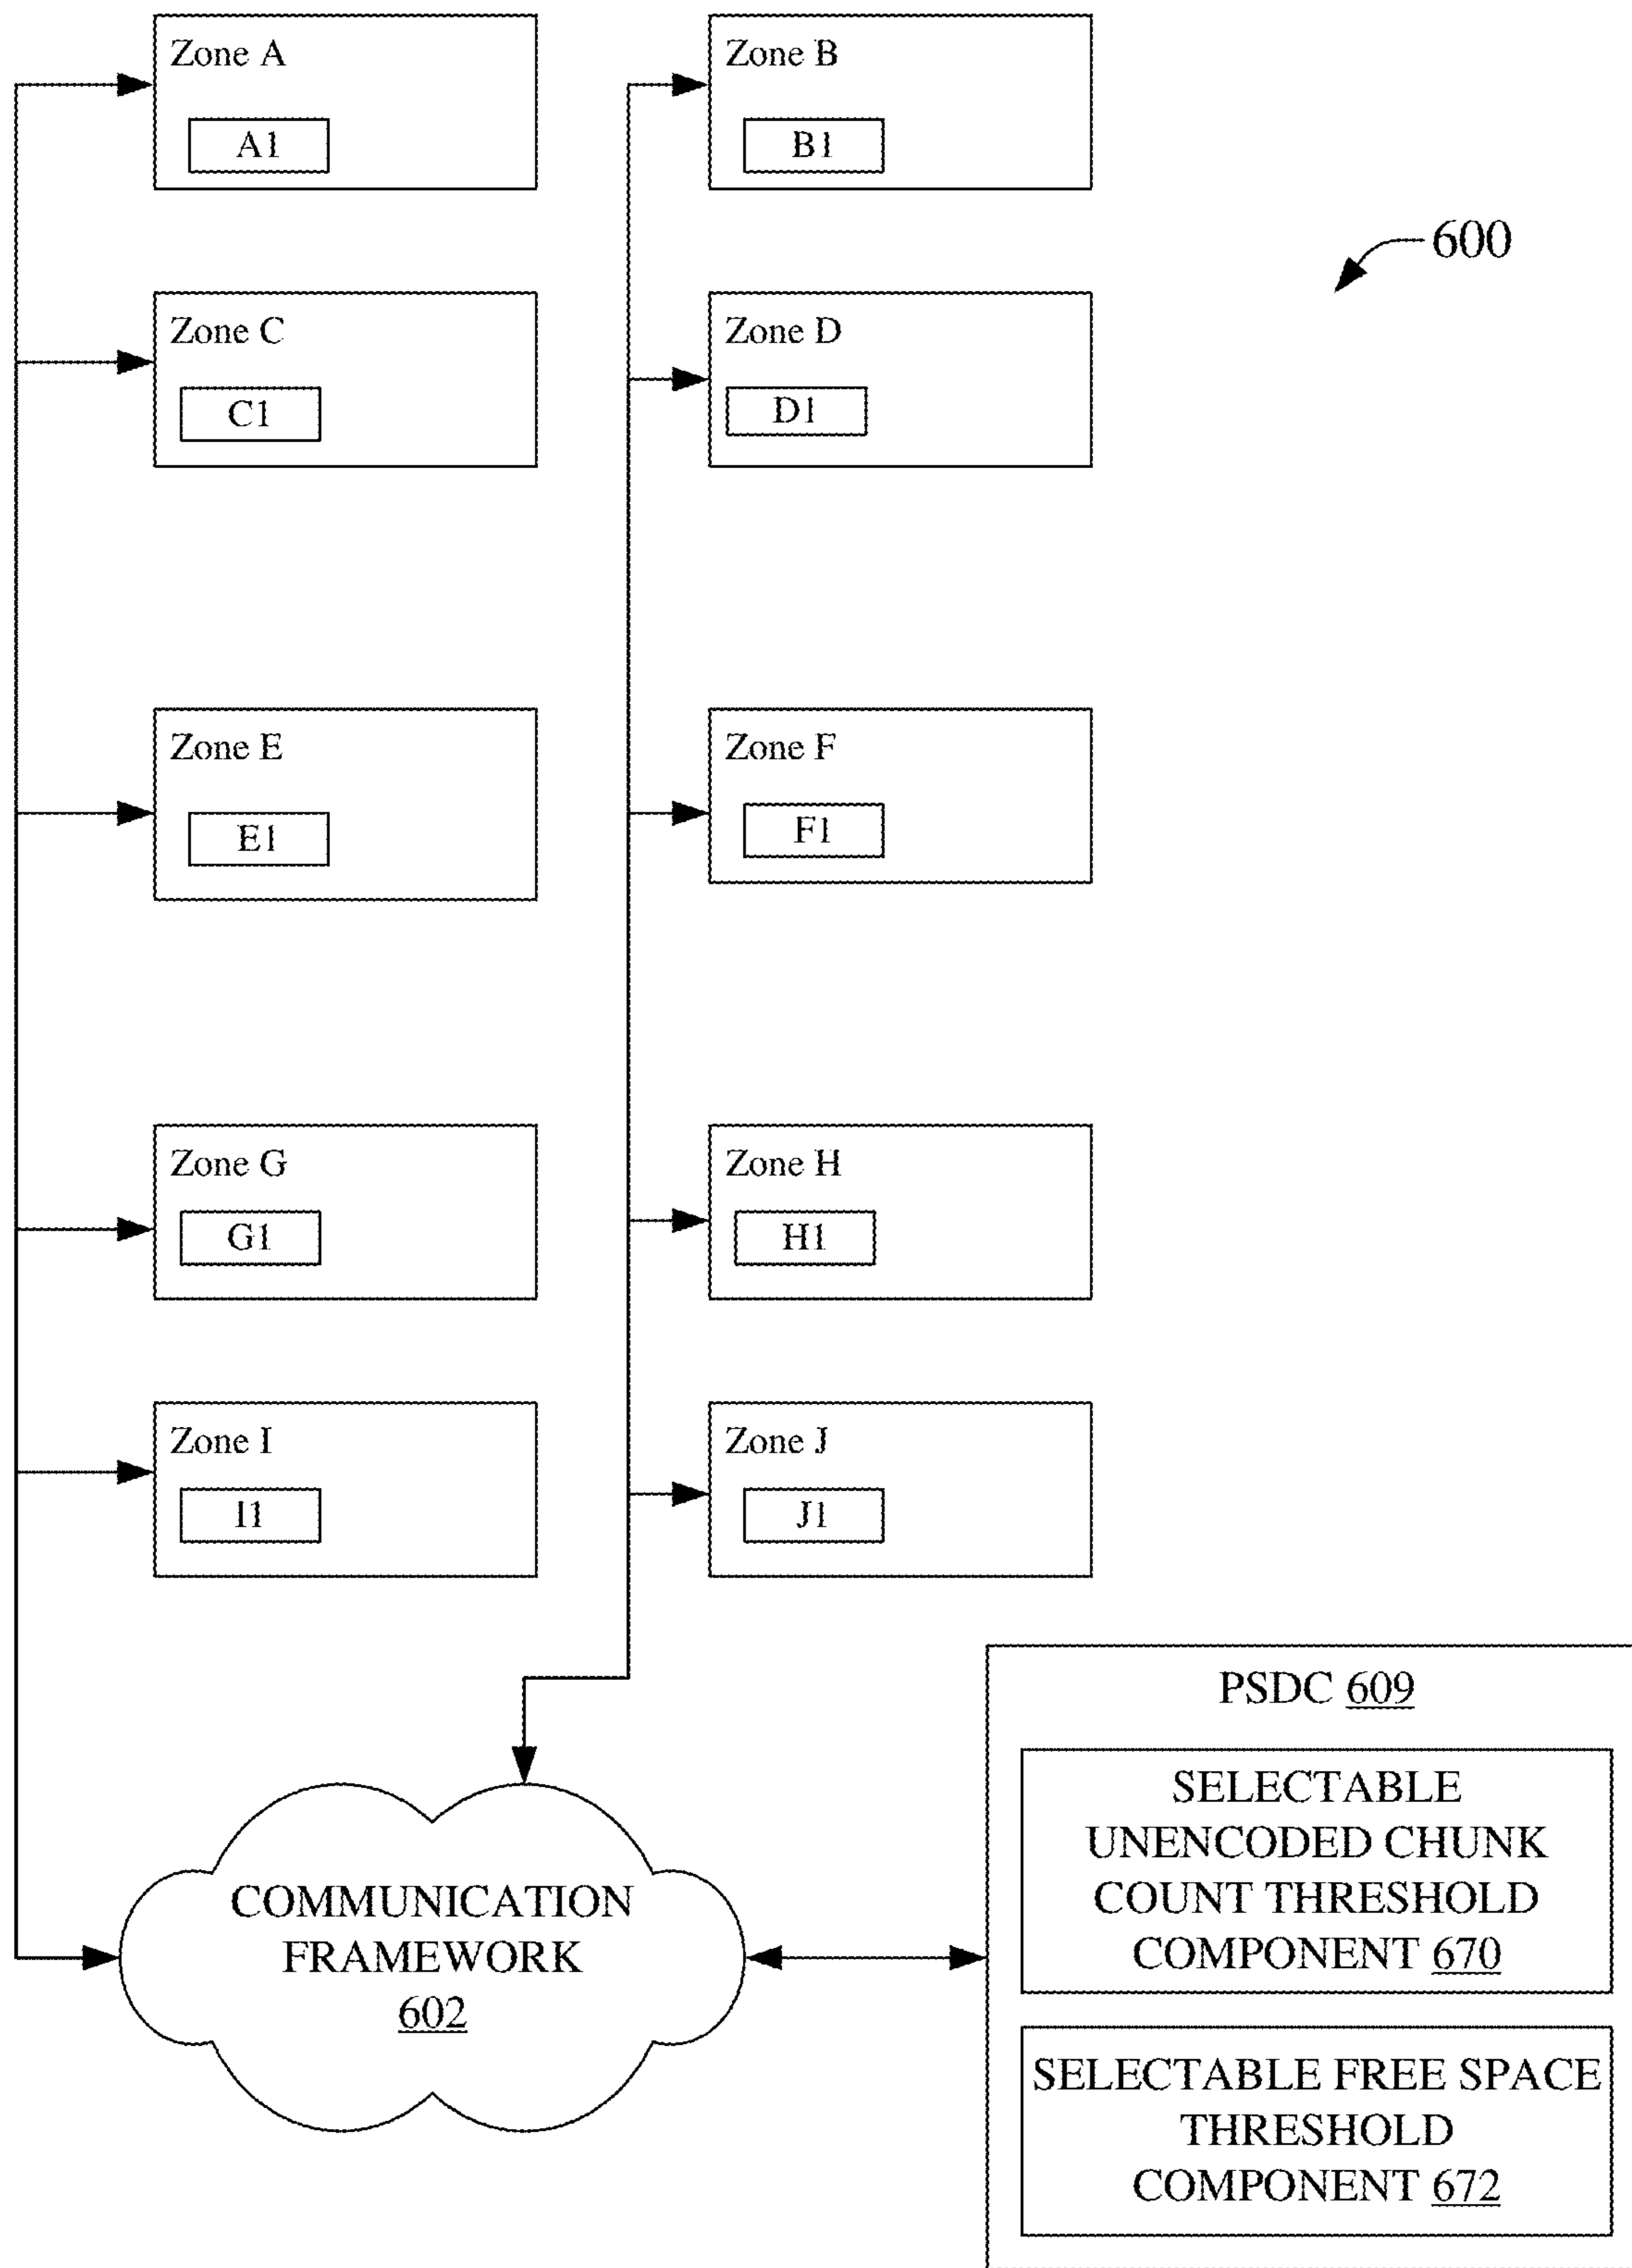 Zone A
A1
Zone B
B1
600
Zone C
C1
Zone D
D1
Zone E
E1
Zone F
F1
Zone G
G1
Zone H
H1
Zone I
I1
Zone J
J1
COMMUNICATION
FRAMEWORK
602
PSDC 609
SELECTABLE
UNENCODED CHUNK
COUNT THRESHOLD
COMPONENT 670
SELECTABLE FREE SPACE
THRESHOLD
COMPONENT 672